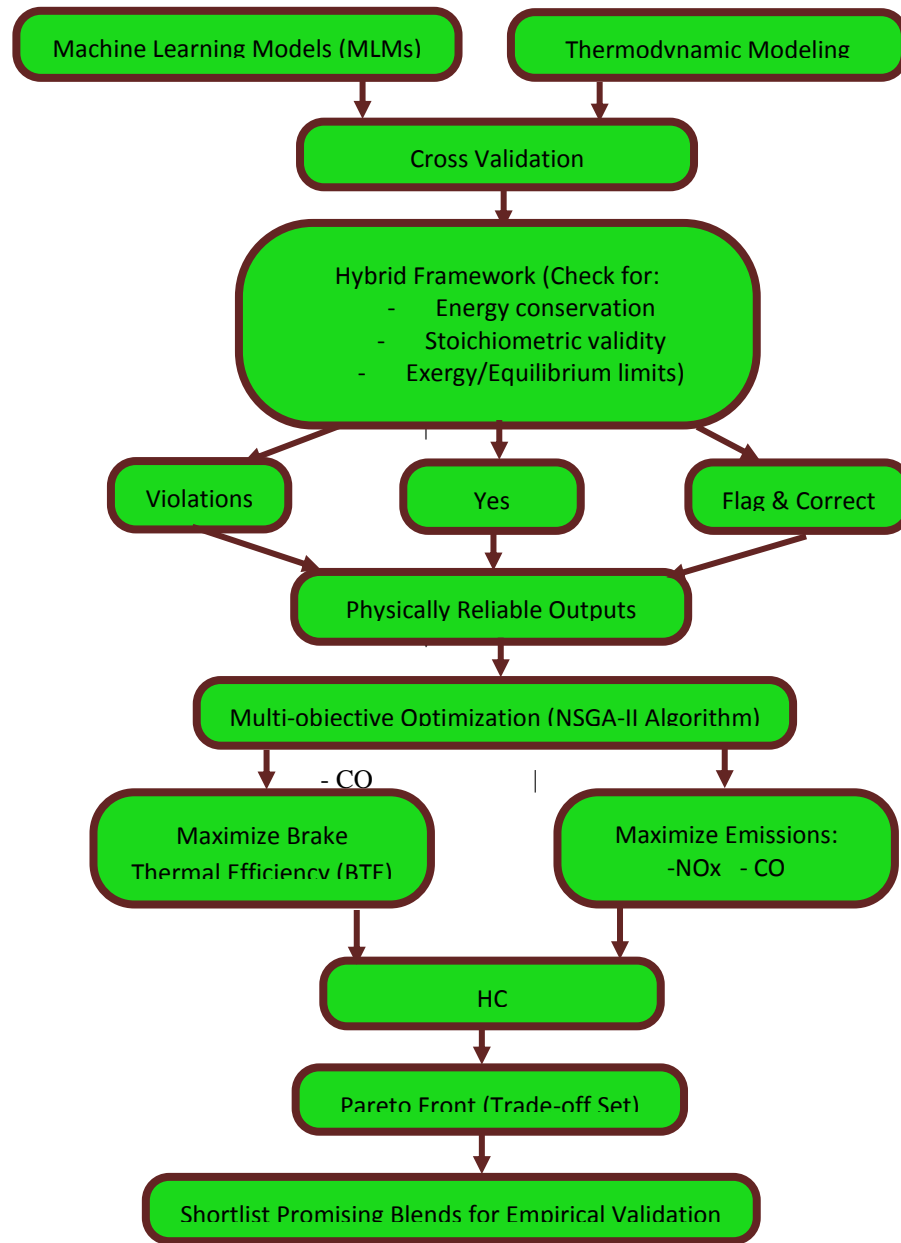 Machine Learning Models (MLMs)
Thermodynamic Modeling
Cross Validation
Hybrid Framework (Check for:
- Energy conservation
- Stoichiometric validity
- Exergy/Equilibrium limits)
Violations
Yes
Flag & Correct
Physically Reliable Outputs
Multi-objective Optimization (NSGA-II Algorithm)
- CO
|
Maximize Brake
Thermal Efficiency (BTE)
Maximize Emissions:
-NOx - CO
HC
Pareto Front (Trade-off Set)
Shortlist Promising Blends for Empirical Validation